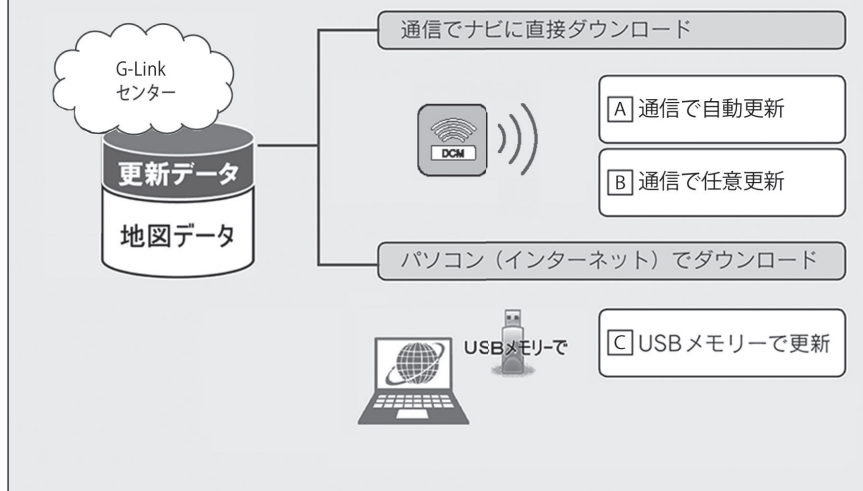 通信でナビに直接ダウンロード
G-Link
センター
A 通信で自動更新
DCM
更新データ
B 通信で任意更新
地図データ
パソコン（インターネット）でダウンロード
USBメモリーで
C USBメモリーで更新